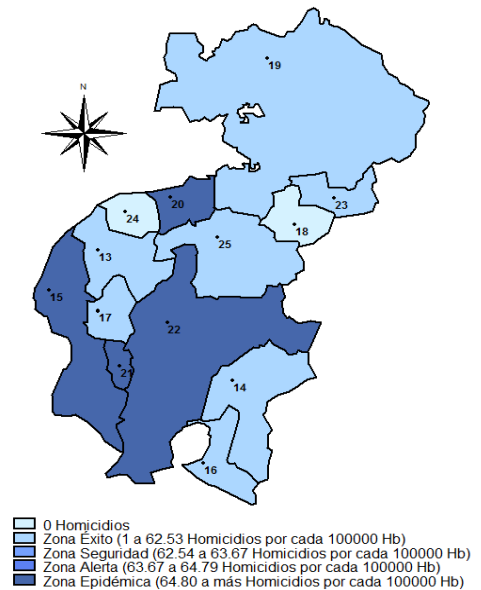 19
N
20
23
24
18
25
13
15
17
22
21
14
16
0 Homicidios
Zona Éxito (1 a 62.53 Homicidios por cada 100000 Hb)
Zona Seguridad (62.54 a 63.67 Homicidios por cada 100000 Hb)
Zona Alerta (63.67 a 64.79 Homicidios por cada 100000 Hb)
Zona Epidémica (64.80 a más Homicidios por cada 100000 Hb)